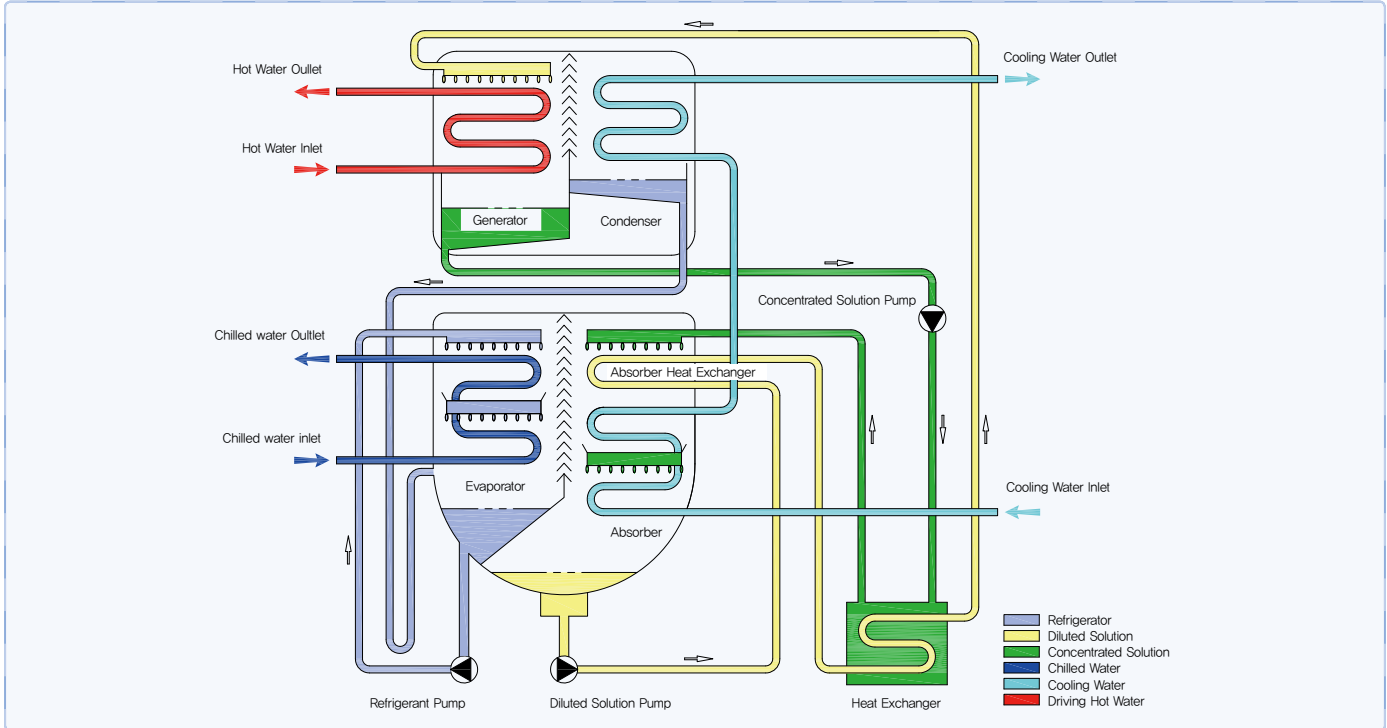 Hot Water Oullet
Cooling Water Outlet
Hot Water Inlet
Generator
Condenser
Concentrated Solution Pump
Chilled water Oultlet
Absorber Heat Exchanger
Chilled water inlet
Evaporator
Cooling Water Inlet
Absorber
Refrigerator
Diluted Solution
Concentrated Solution
Chilled Water
Cooling Water
Driving Hot Water
Refrigerant Pump
Diluted Solution Pump
Heat Exchanger